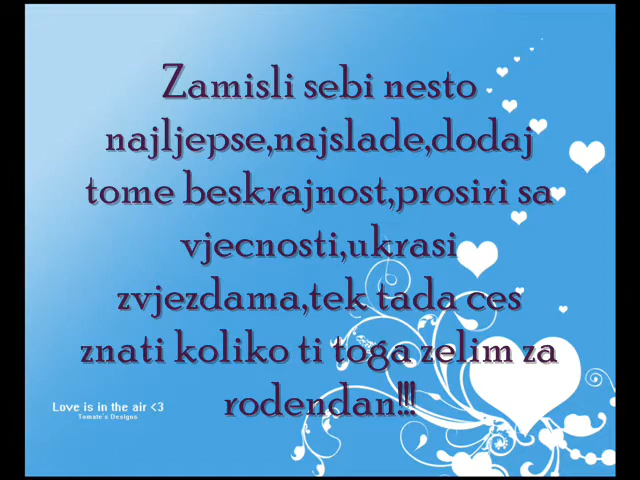 Zamisli sebi nesto
najljepse,najslade,dodaj
tome beskrajnost,prosiri sa
vjecnosti,ukrasi
zvjezdama,tek tada ces
znati koliko ti toga zelim za
rodendan!!!
Love is in the air <3
Tomate's Designs